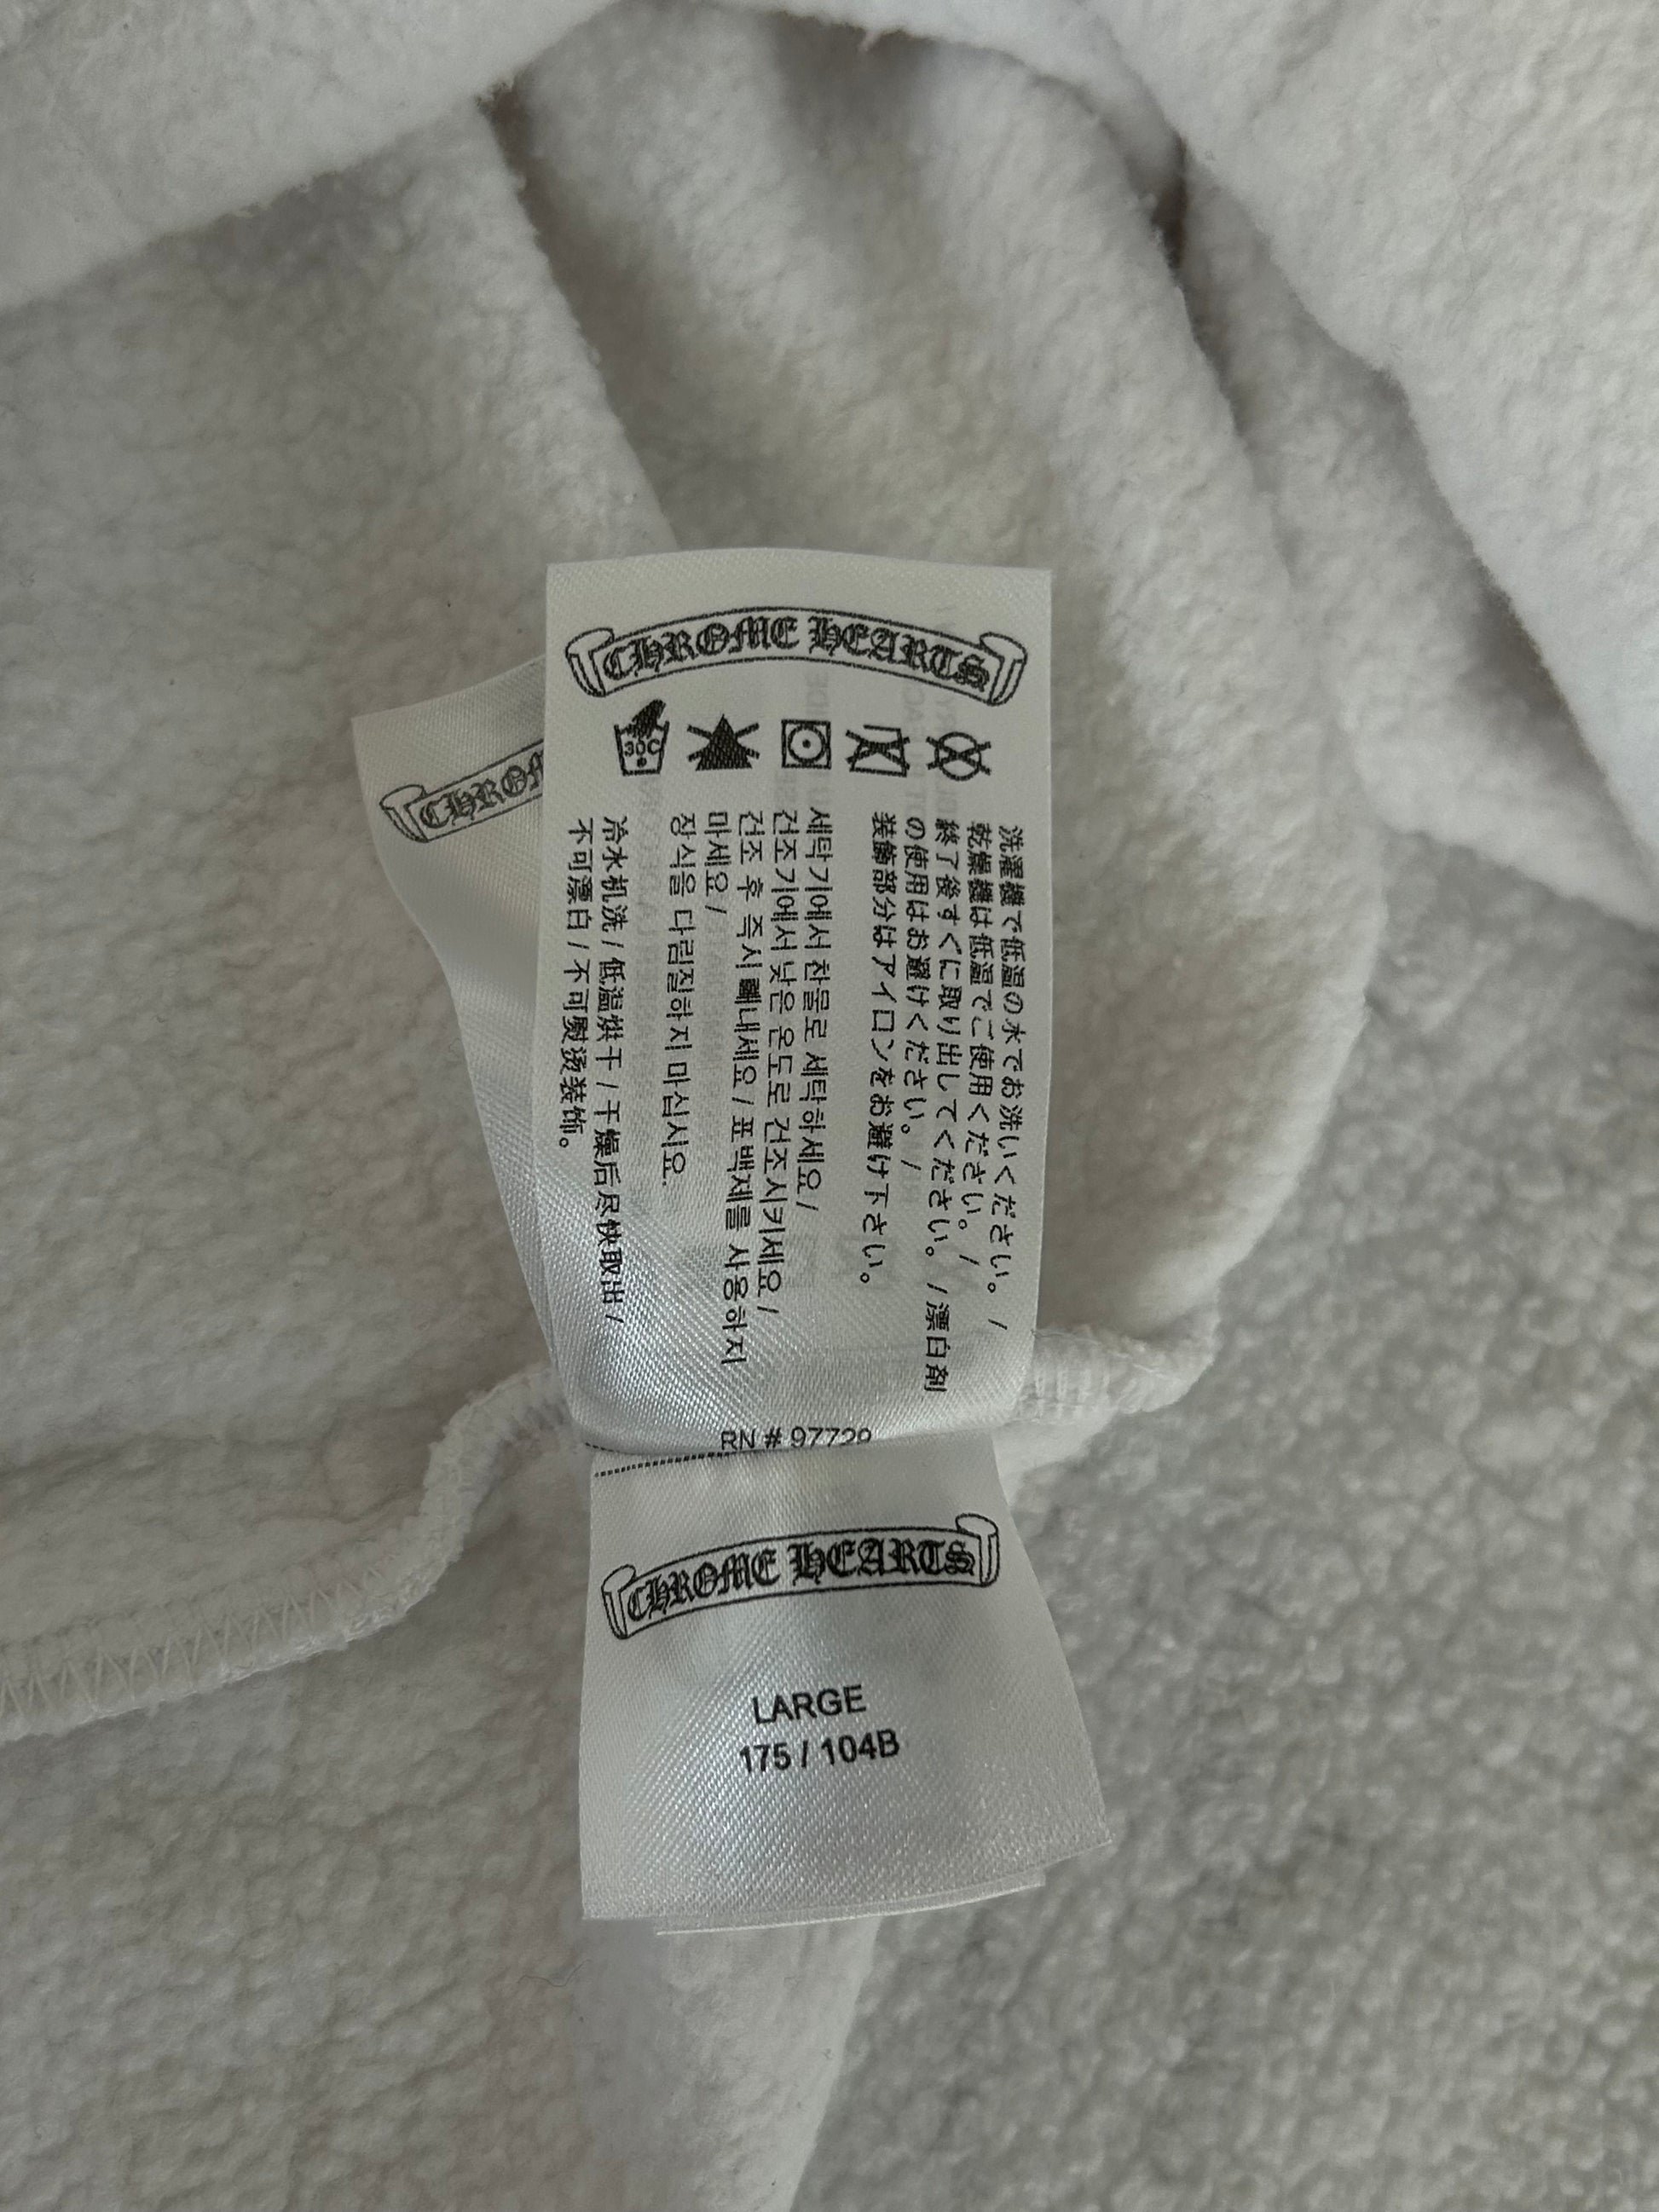 CHROME HEARTS
30C
洗濯機で低温の水でお洗いください。 /
乾燥機は低温でご使用ください。 /
終了後すぐに取り出してください。 / 漂白剤
の使用はお避けください。 /
装飾部分はアイロンをお避け下さい。
세탁기에서 찬물로 세탁하세요 /
건조기에서 낮은 온도로 건조시키세요 /
건조 후 즉시 빼내세요 / 표백제를 사용하지
마세요 /
장식을 다림질하지 마십시요.
冷水机洗 / 低温烘干 / 干燥后尽快取出 /
不可漂白 / 不可熨烫装饰。
RN # 97729
CHROME HEARTS
LARGE
175 / 104B